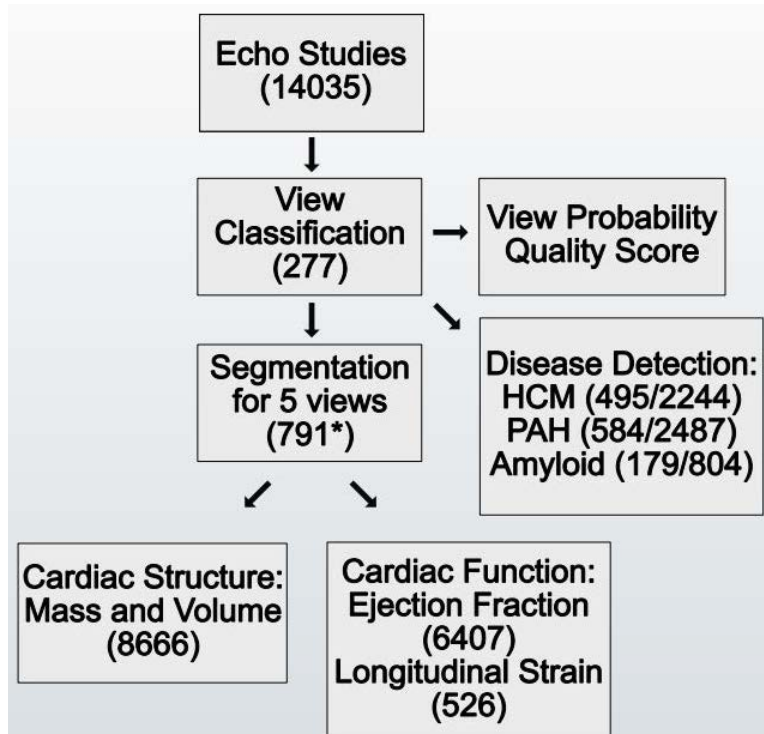 Echo Studies
(14035)
View
Classification
(277)
View Probability
Quality Score
Segmentation
for 5 views
(791*)
Disease Detection:
HCM (495/2244)
PAH (584/2487)
Amyloid (179/804)
Cardiac Structure:
Mass and Volume
(8666)
Cardiac Function:
Ejection Fraction
(6407)
Longitudinal Strain
(526)